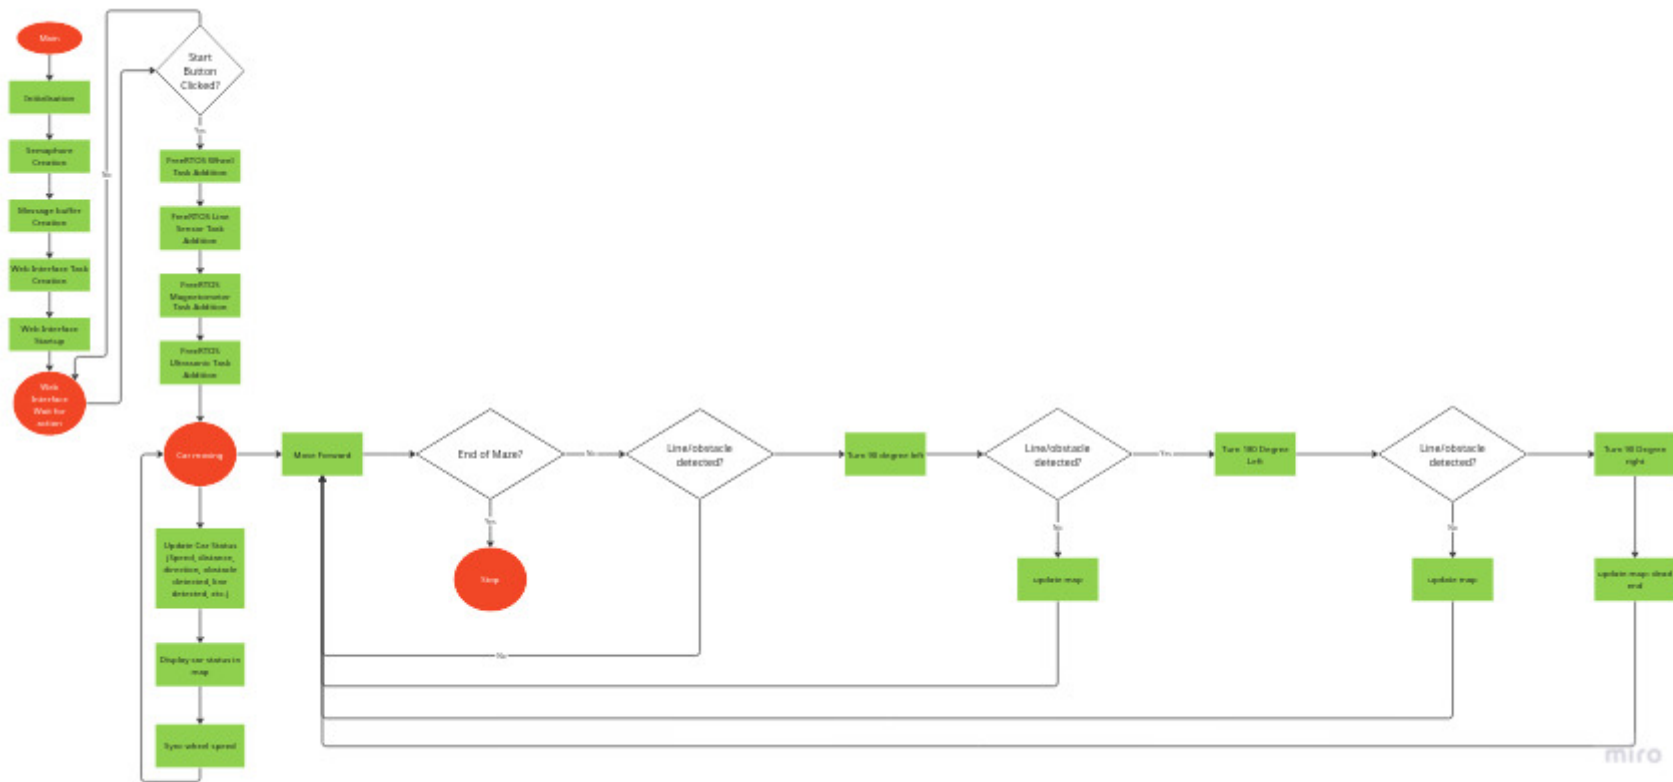 Main
Initialisation
Semaphore
Creation
Message buffer
Creation
Web Interface Task
Creation
Web Interface
Startup
Web
Interface
Wait for
action
No
Start
Button
Clicked?
Yes
FreeRTOS Wheel
Task Addition
FreeRTOS Line
Sensor Task
Addition
FreeRTOS
Magnetometer
Task Addition
FreeRTOS
Ultrasonic Task
Addition
Car moving
Update Car Status
(Speed, distance,
direction, obstacle
detected, line
detected, etc.)
Display car status in
map
Sync wheel speed
Move Forward
End of Maze?
Yes
Stop
No
Line/obstacle
detected?
No
Turn 90 degree left
Line/obstacle
detected?
No
update map
Yes
Turn 180 Degree
Left
Line/obstacle
detected?
No
update map
Turn 90 Degree
right
update map: dead
end
miro